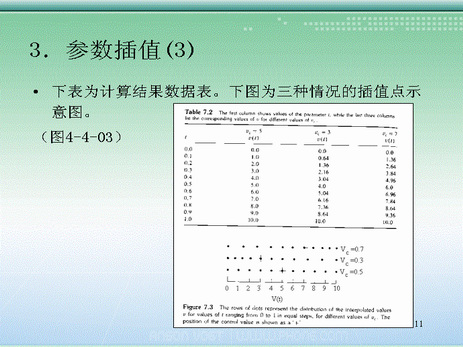 3. 参数插值(3)
• 下表为计算结果数据表。下图为三种情况的插值点示
意图。
(图4-4-03)
Table 7.2 The first column shows values of the parameter t, while the last three columns
be the corresponding values of v for different values of v_c.
v_c = 5 v_c = 3 v_c = 7
t v(t) v(t) v(t)
0.0 0.0 0.0 0.0
0.1 1.0 0.64 1.36
0.2 2.0 1.36 2.64
0.3 3.0 2.16 3.84
0.4 4.0 3.04 4.96
0.5 5.0 4.0 6.0
0.6 6.0 5.04 6.96
0.7 7.0 6.16 7.84
0.8 8.0 7.36 8.64
0.9 9.0 8.64 9.36
1.0 10.0 10.0 10.0
V_c=0.7
V_c=0.3
V_c=0.5
0 1 2 3 4 5 6 7 8 9 10
V(t)
Figure 7.3 The rows of dots represent the distribution of the interpolated values
v for values of t ranging from 0 to 1 in equal steps, for different values of v_c. The
position of the control value is shown as a '+'
11